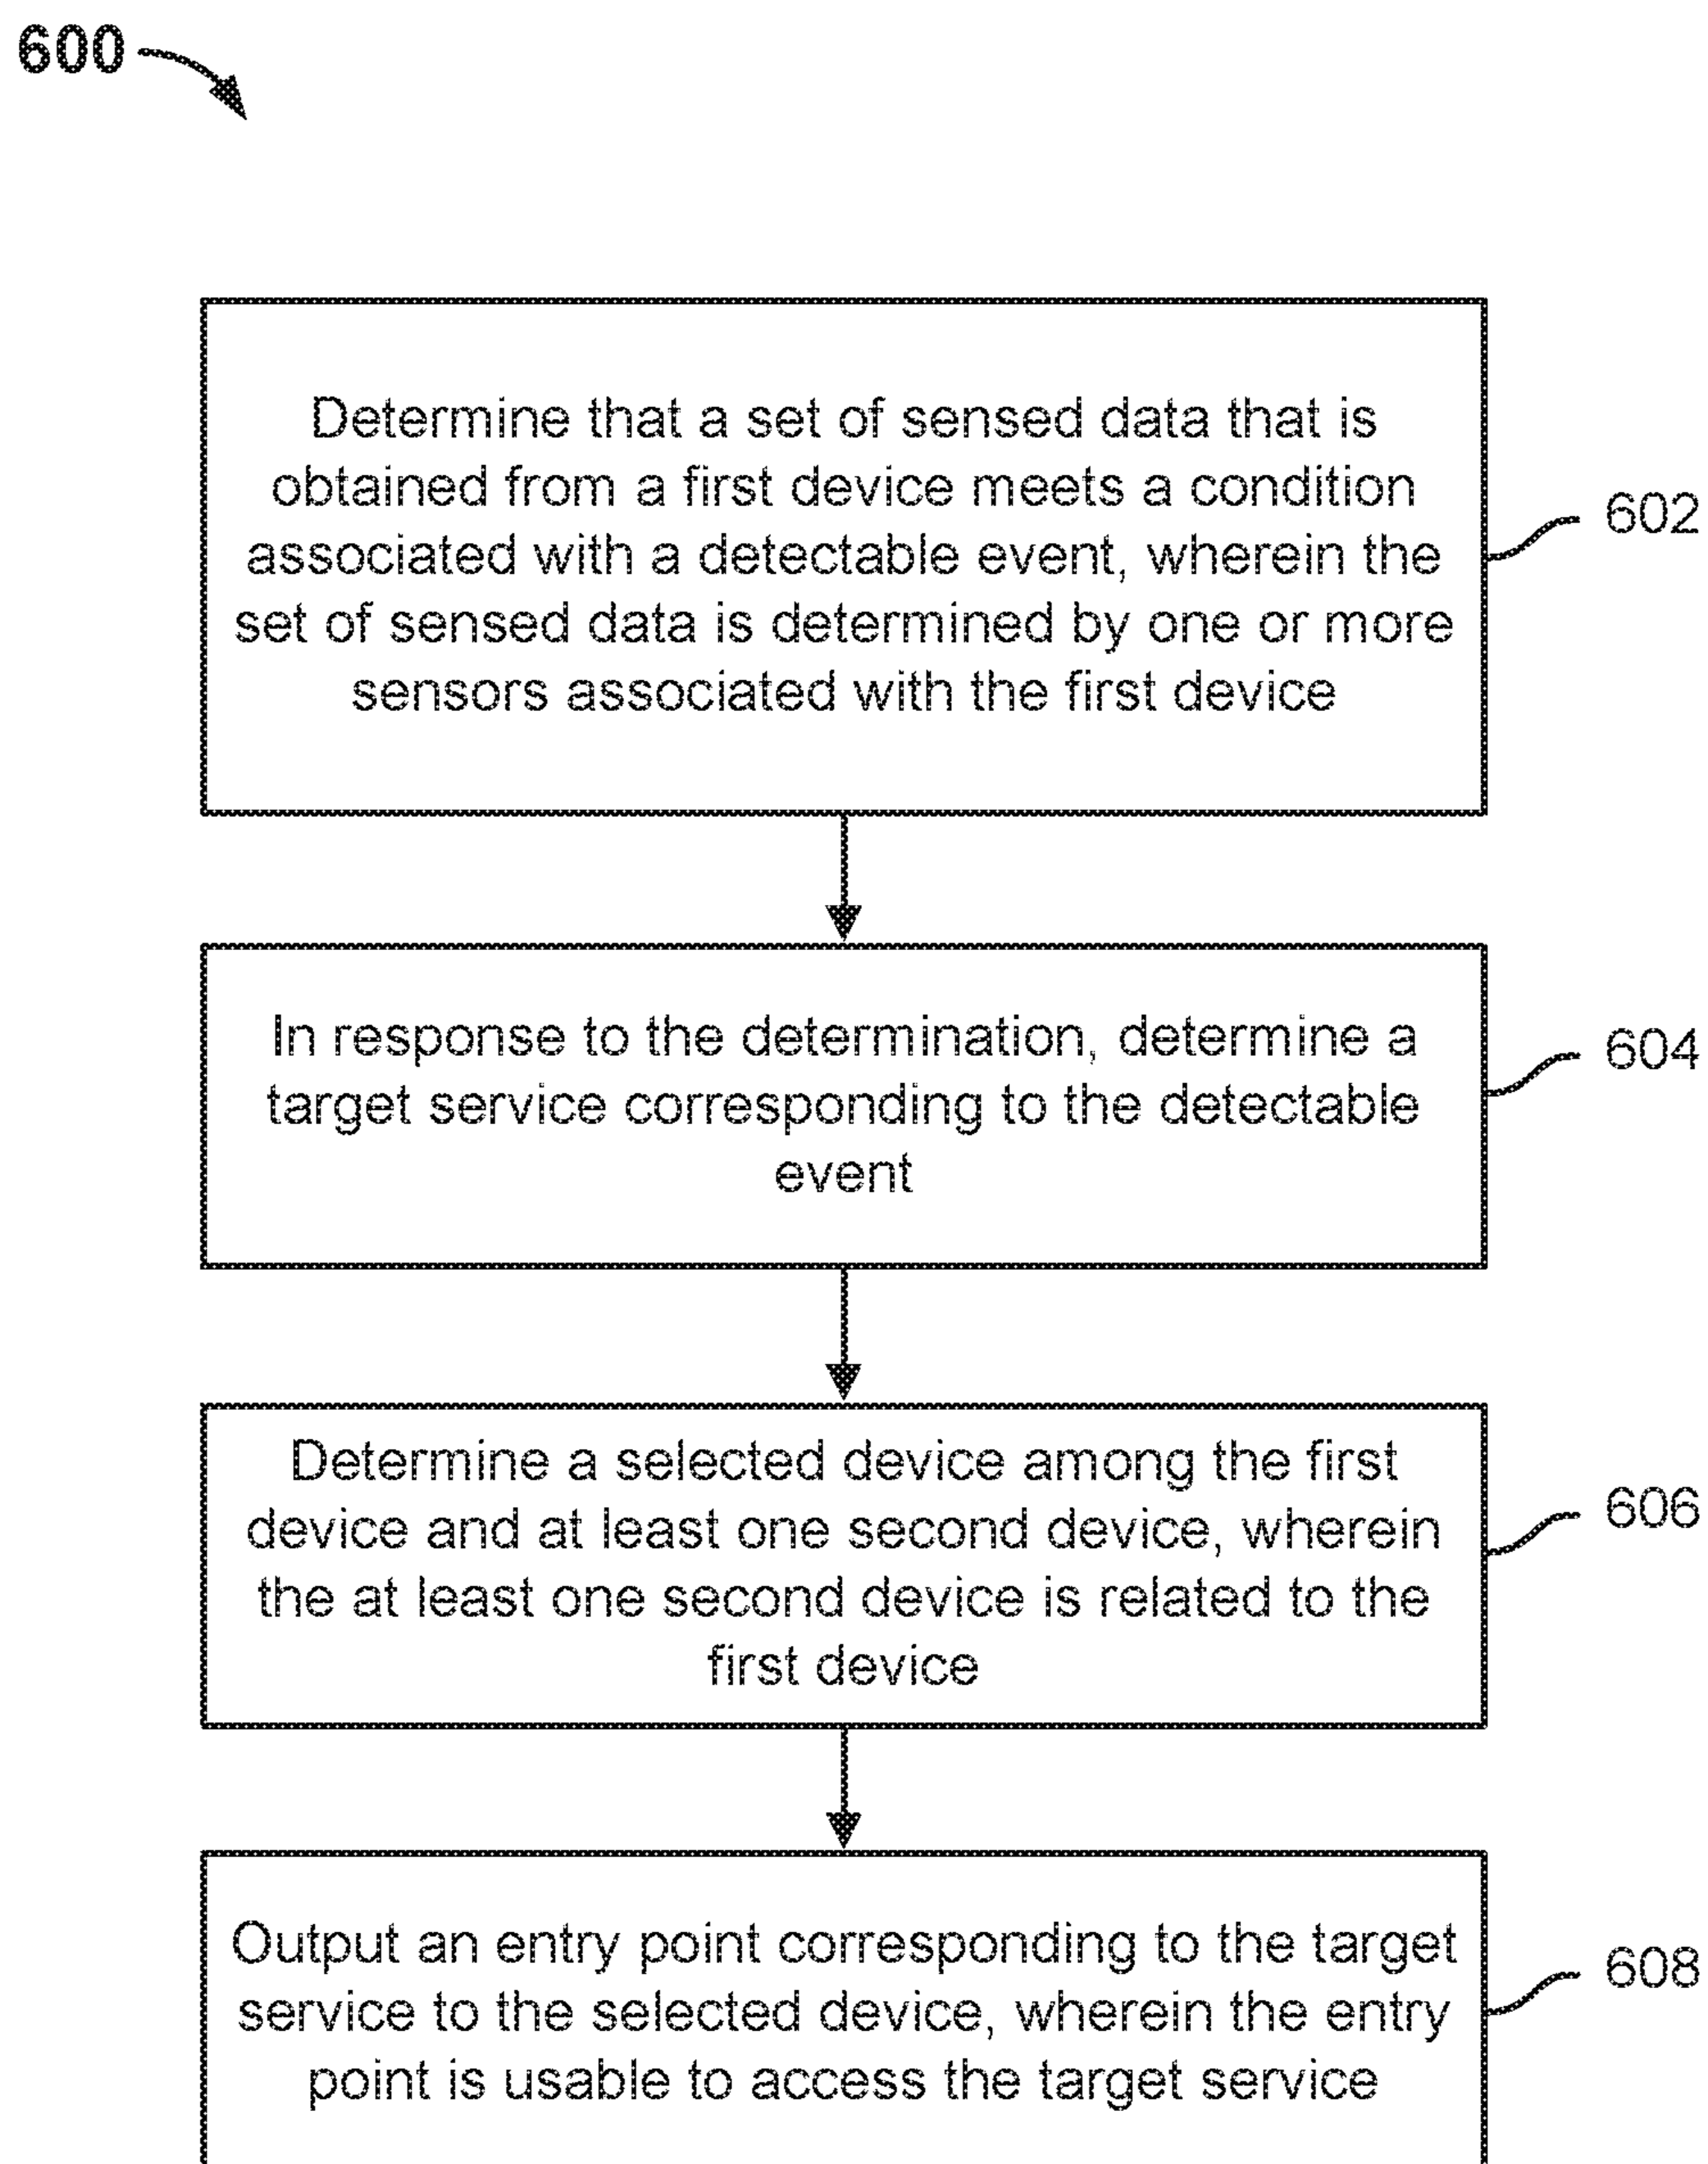 600
Determine that a set of sensed data that is
obtained from a first device meets a condition
associated with a detectable event, wherein the
set of sensed data is determined by one or more
sensors associated with the first device
602
In response to the determination, determine a
target service corresponding to the detectable
event
604
Determine a selected device among the first
device and at least one second device, wherein
the at least one second device is related to the
first device
606
Output an entry point corresponding to the target
service to the selected device, wherein the entry
point is usable to access the target service
608